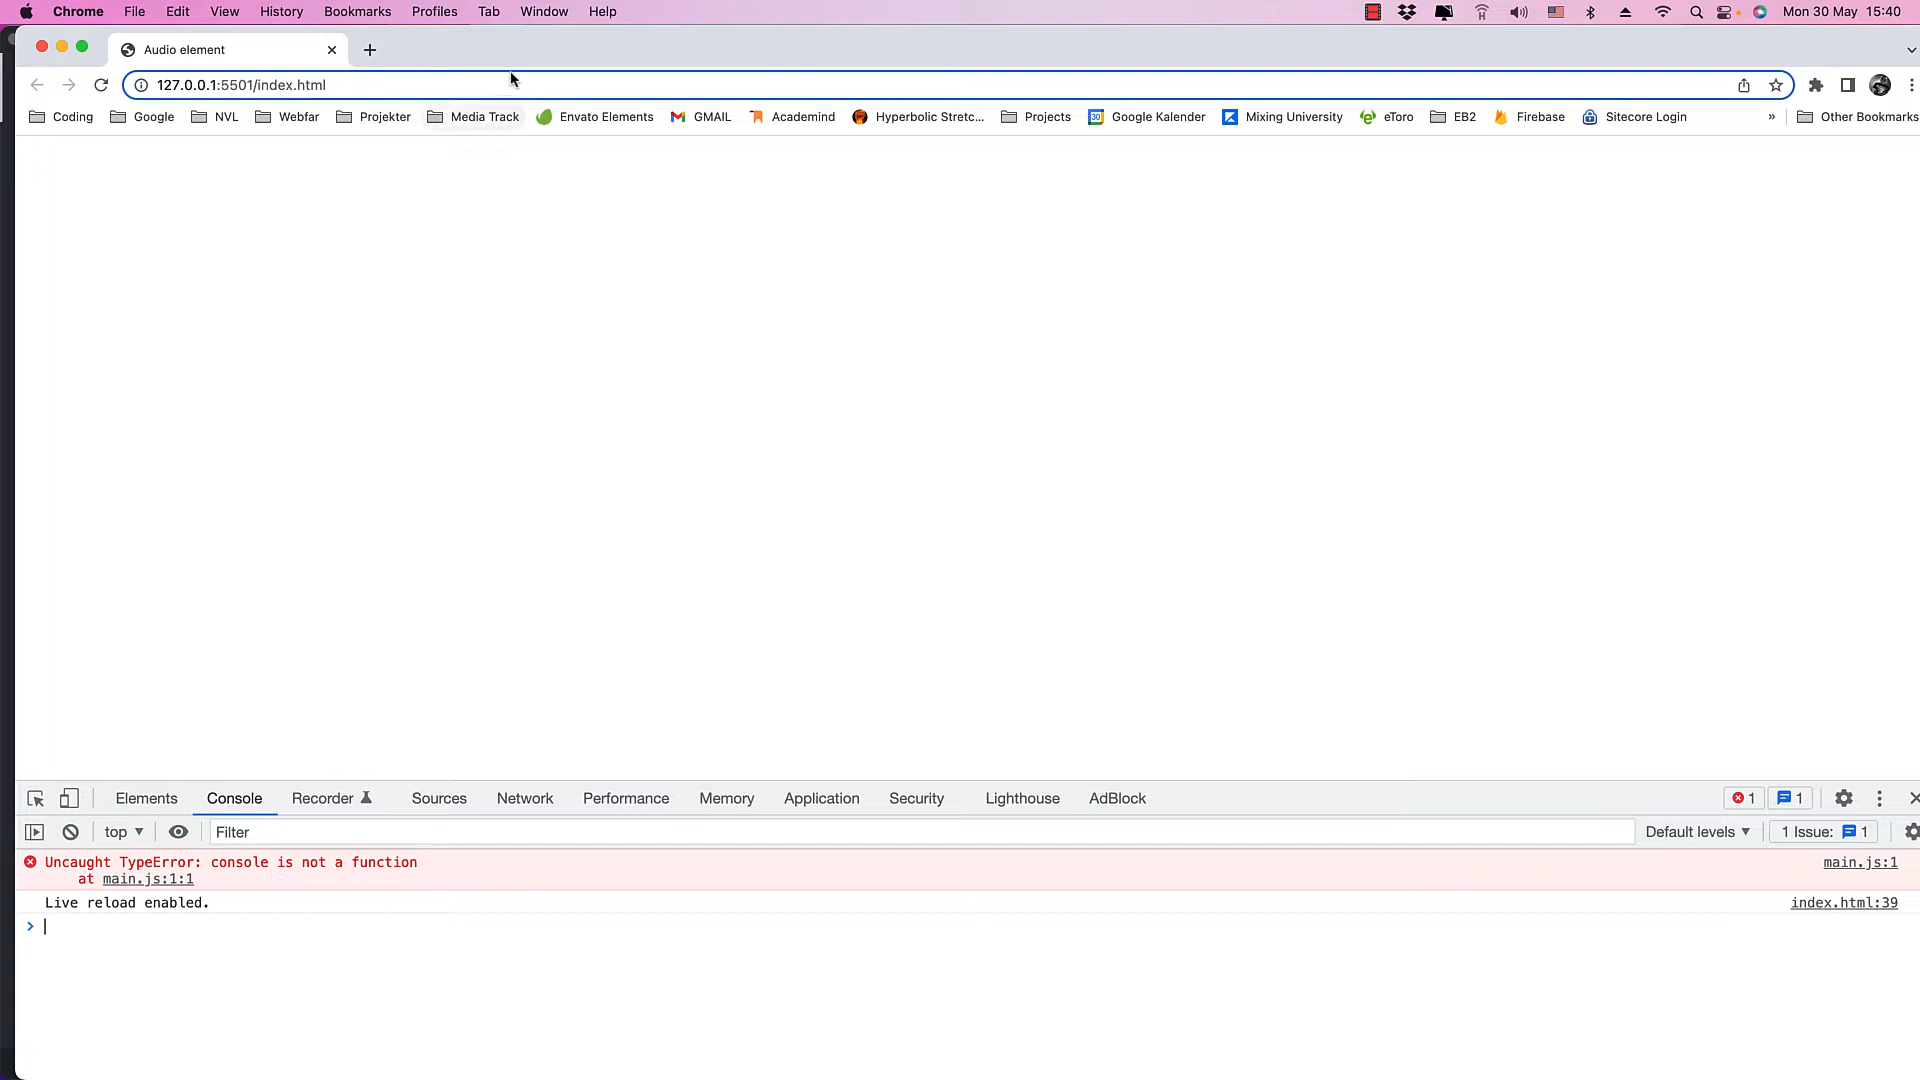 Chrome File Edit View History Bookmarks Profiles Tab Window Help Mon 30 May 15:40
Audio element
127.0.0.1:5501/index.html
Coding Google NVL Webfar Projekter Media Track Envato Elements GMAIL Academind Hyperbolic Stretc... Projects Google Kalender Mixing University eToro EB2 Firebase Sitecore Login » Other Bookmarks
Elements Console Recorder Sources Network Performance Memory Application Security Lighthouse AdBlock 1 1
top Filter Default levels 1 Issue: 1
Uncaught TypeError: console is not a function main.js:1
at main.js:1:1
Live reload enabled. index.html:39
>